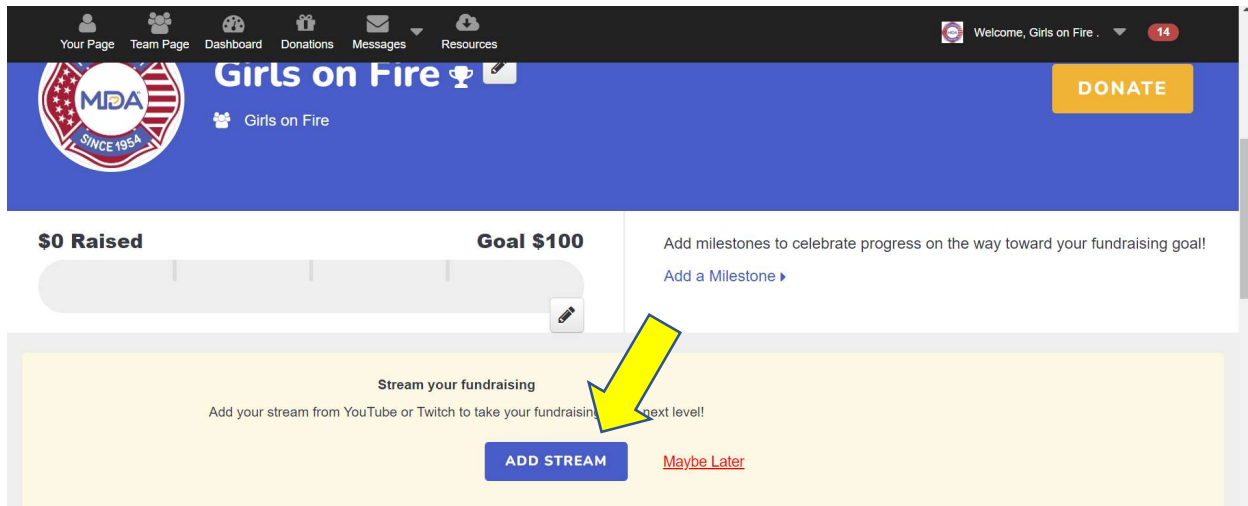 Your Page Team Page Dashboard Donations Messages Resources
Welcome, Girls on Fire . 14
Girls on Fire
DONATE
MDA
SINCE 1954
Girls on Fire
$0 Raised Goal $100
Add milestones to celebrate progress on the way toward your fundraising goal!
Add a Milestone
Stream your fundraising
Add your stream from YouTube or Twitch to take your fundraising next level!
ADD STREAM Maybe Later